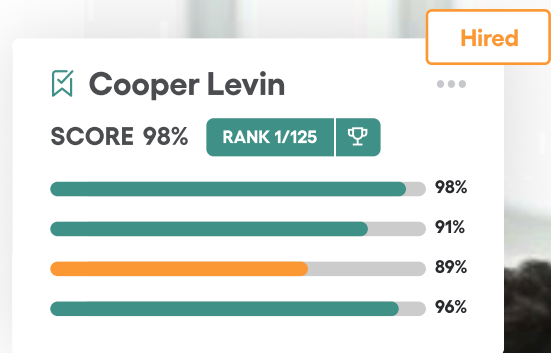 Hired
Cooper Levin
SCORE 98% RANK 1/125
98%
91%
89%
96%